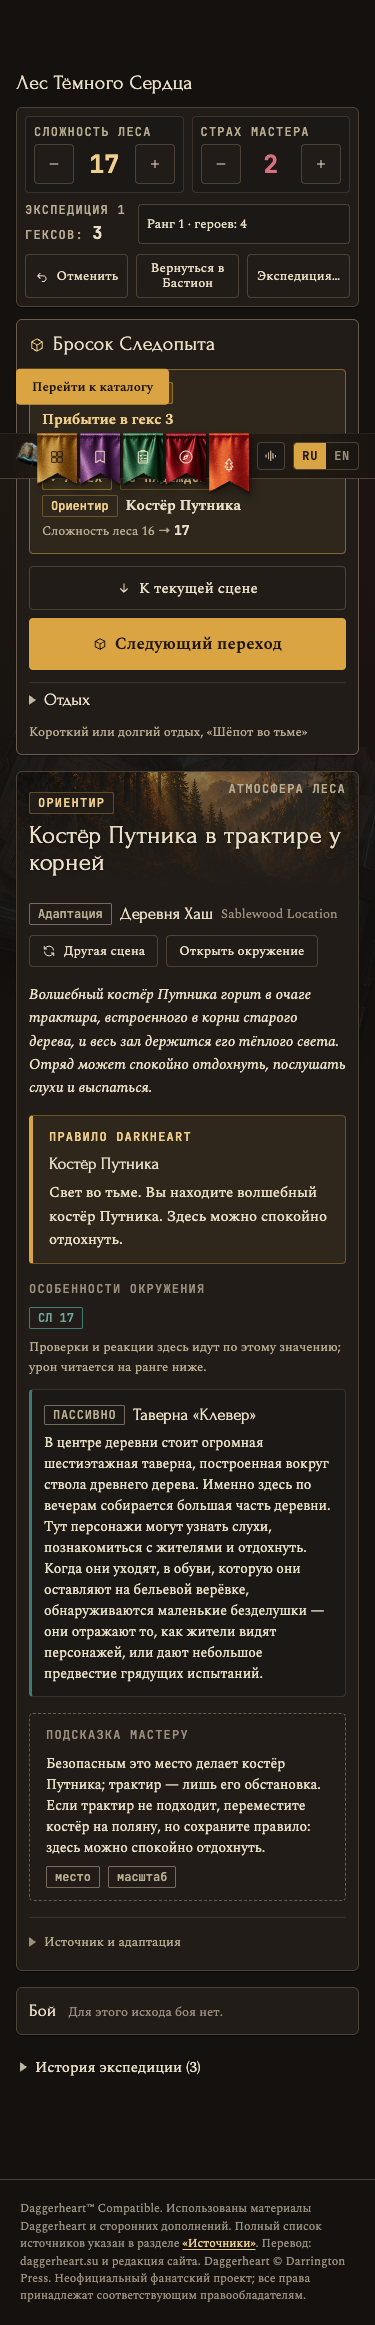 Лес Тёмного Сердца
СЛОЖНОСТЬ ЛЕСА
− 17 +
СТРАХ МАСТЕРА
− 2 +
ЭКСПЕДИЦИЯ 1
ГЕКСОВ: 3
Ранг 1 · героев: 4
Отменить
Вернуться в
Бастион
Экспедиция…
Бросок Следопыта
Перейти к каталогу
Прибытие в гекс 3
RU EN
Ориентир Костёр Путника
Сложность леса 16 → 17
↓ К текущей сцене
Следующий переход
Отдых
Короткий или долгий отдых, «Шёпот во тьме»
АТМОСФЕРА ЛЕСА
ОРИЕНТИР
Костёр Путника в трактире у
корней
Адаптация Деревня Хаш Sablewood Location
Другая сцена
Открыть окружение
Волшебный костёр Путника горит в очаге
трактира, встроенного в корни старого
дерева, и весь зал держится его тёплого света.
Отряд может спокойно отдохнуть, послушать
слухи и выспаться.
ПРАВИЛО DARKHEART
Костёр Путника
Свет во тьме. Вы находите волшебный
костёр Путника. Здесь можно спокойно
отдохнуть.
ОСОБЕННОСТИ ОКРУЖЕНИЯ
СЛ 17
Проверки и реакции здесь идут по этому значению;
урон читается на ранге ниже.
ПАССИВНО Таверна «Клевер»
В центре деревни стоит огромная
шестиэтажная таверна, построенная вокруг
ствола древнего дерева. Именно здесь по
вечерам собирается большая часть деревни.
Тут персонажи могут узнать слухи,
познакомиться с жителями и отдохнуть.
Когда они уходят, в обуви, которую они
оставляют на бельевой верёвке,
обнаруживаются маленькие безделушки —
они отражают то, как жители видят
персонажей, или дают небольшое
предвестие грядущих испытаний.
ПОДСКАЗКА МАСТЕРУ
Безопасным это место делает костёр
Путника; трактир — лишь его обстановка.
Если трактир не подходит, переместите
костёр на поляну, но сохраните правило:
здесь можно спокойно отдохнуть.
место масштаб
Источник и адаптация
Бой Для этого исхода боя нет.
История экспедиции (3)
Daggerheart™ Compatible. Использованы материалы
Daggerheart и сторонних дополнений. Полный список
источников указан в разделе «Источники». Перевод:
daggerheart.su и редакция сайта. Daggerheart © Darrington
Press. Неофициальный фанатский проект; все права
принадлежат соответствующим правообладателям.